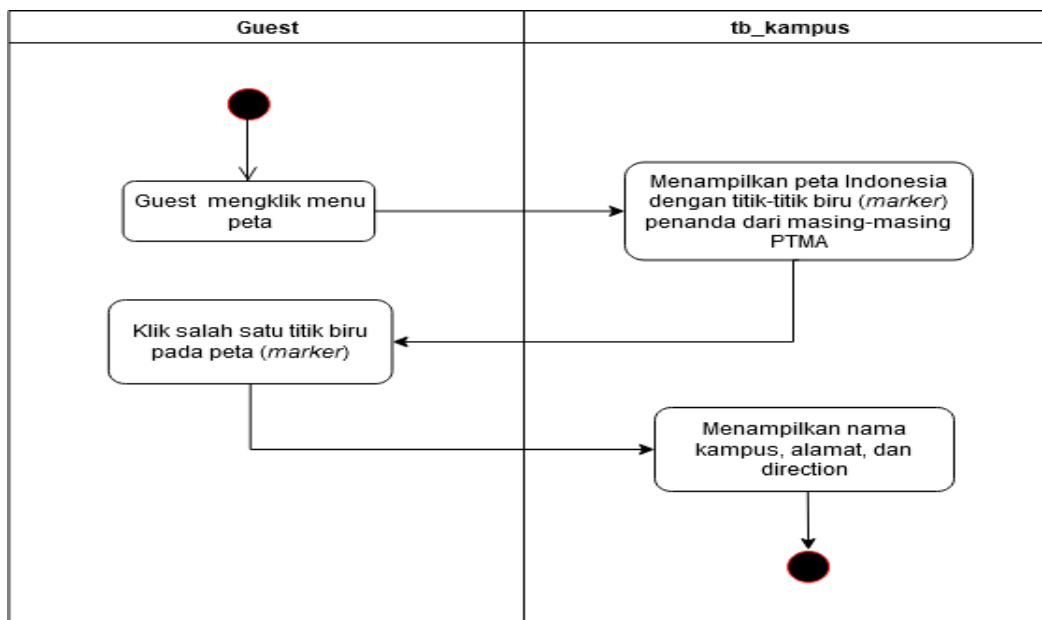 Guest
tb_kampus
Guest mengklik menu
peta
Menampilkan peta Indonesia
dengan titik-titik biru (marker)
penanda dari masing-masing
PTMA
Klik salah satu titik biru
pada peta (marker)
Menampilkan nama
kampus, alamat, dan
direction